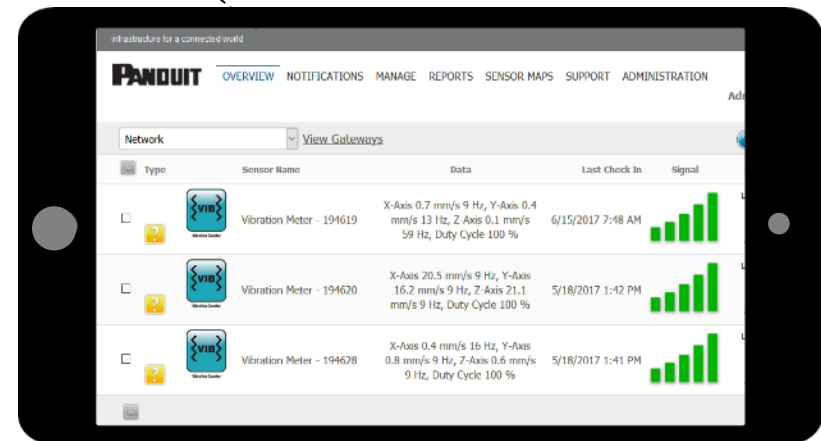 infrastructure for a connected world
PANDUIT OVERVIEW NOTIFICATIONS MANAGE REPORTS SENSOR MAPS SUPPORT ADMINISTRATION
Network View Gateways
Type Sensor Name Data Last Check In Signal
VIB
Vibration Meter - 194619
X-Axis 0.7 mm/s 9 Hz, Y-Axis 0.4
mm/s 13 Hz, Z Axis 0.1 mm/s
59 Hz, Duty Cycle 100 %
6/15/2017 7:48 AM
VIB
Vibration Meter - 194620
X-Axis 20.5 mm/s 9 Hz, Y-Axis
16.2 mm/s 9 Hz, Z-Axis 21.1
mm/s 9 Hz, Duty Cycle 100 %
5/18/2017 1:42 PM
VIB
Vibration Meter - 194628
X-Axis 0.4 mm/s 16 Hz, Y-Axis
0.8 mm/s 9 Hz, Z-Axis 0.6 mm/s
9 Hz, Duty Cycle 100 %
5/18/2017 1:41 PM